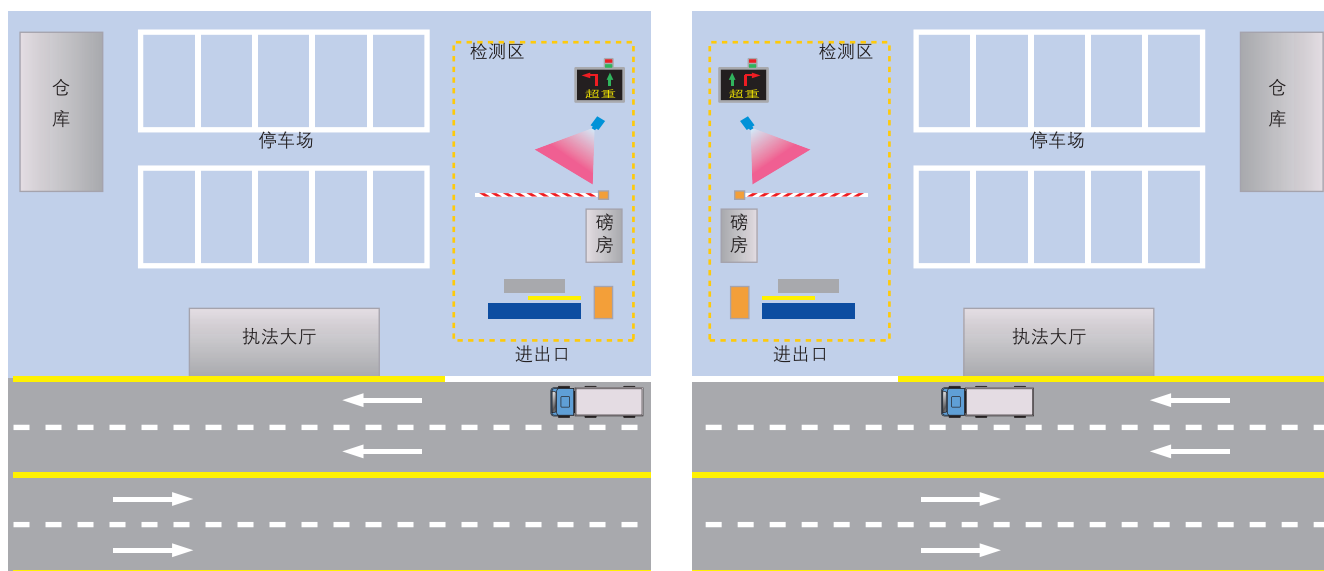 检测区
超重
仓
库
停车场
磅
房
执法大厅
进出口
检测区
超重
仓
库
停车场
磅
房
执法大厅
进出口